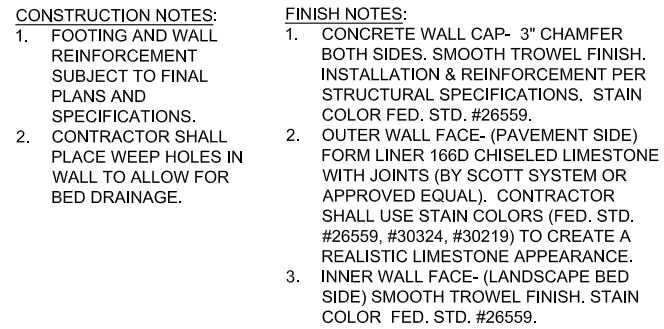 CONSTRUCTION NOTES:
1. FOOTING AND WALL
REINFORCEMENT
SUBJECT TO FINAL
PLANS AND
SPECIFICATIONS.
2. CONTRACTOR SHALL
PLACE WEEP HOLES IN
WALL TO ALLOW FOR
BED DRAINAGE.
FINISH NOTES:
1. CONCRETE WALL CAP- 3" CHAMFER
BOTH SIDES. SMOOTH TROWEL FINISH.
INSTALLATION & REINFORCEMENT PER
STRUCTURAL SPECIFICATIONS. STAIN
COLOR FED. STD. #26559.
2. OUTER WALL FACE- (PAVEMENT SIDE)
FORM LINER 166D CHISELED LIMESTONE
WITH JOINTS (BY SCOTT SYSTEM OR
APPROVED EQUAL). CONTRACTOR
SHALL USE STAIN COLORS (FED. STD.
#26559, #30324, #30219) TO CREATE A
REALISTIC LIMESTONE APPEARANCE.
3. INNER WALL FACE- (LANDSCAPE BED
SIDE) SMOOTH TROWEL FINISH. STAIN
COLOR FED. STD. #26559.